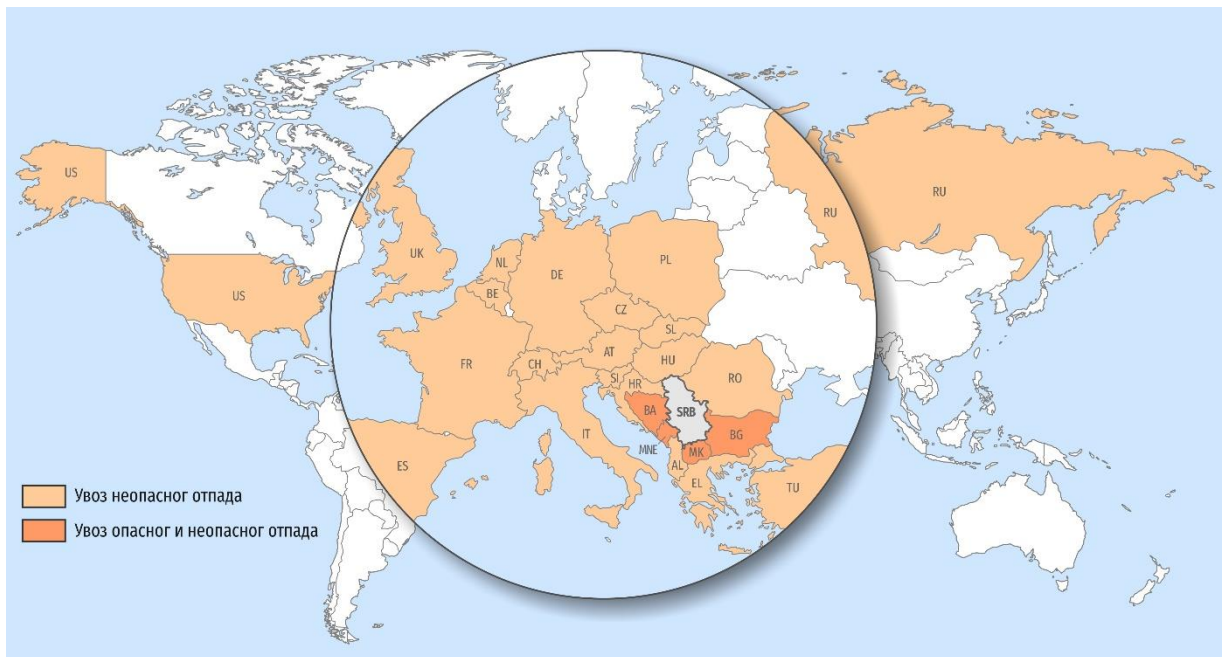 US
RU
RU
UK
NL
PL
DE
BE
CZ
SL
AT
FR
CH
HU
SI
RO
HR
BA
SRB
IT
BG
MNE
MK
AL
ES
EL
TU
US
Увоз неопасног отпада
Увоз опасног и неопасног отпада